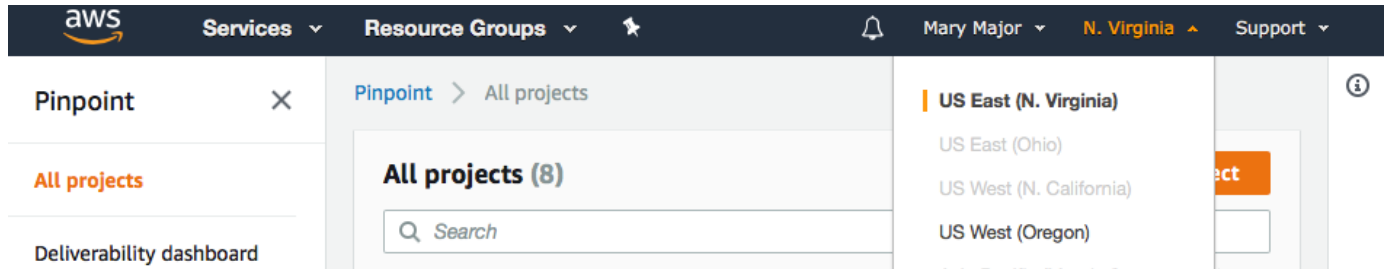 aws Services Resource Groups Mary Major N. Virginia Support
Pinpoint
Pinpoint > All projects
US East (N. Virginia)
US East (Ohio)
All projects
All projects (8)
US West (N. California)
ect
Search
US West (Oregon)
Deliverability dashboard